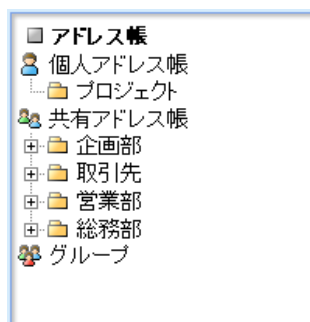 アドレス帳
個人アドレス帳
プロジェクト
共有アドレス帳
企画部
取引先
営業部
総務部
グループ